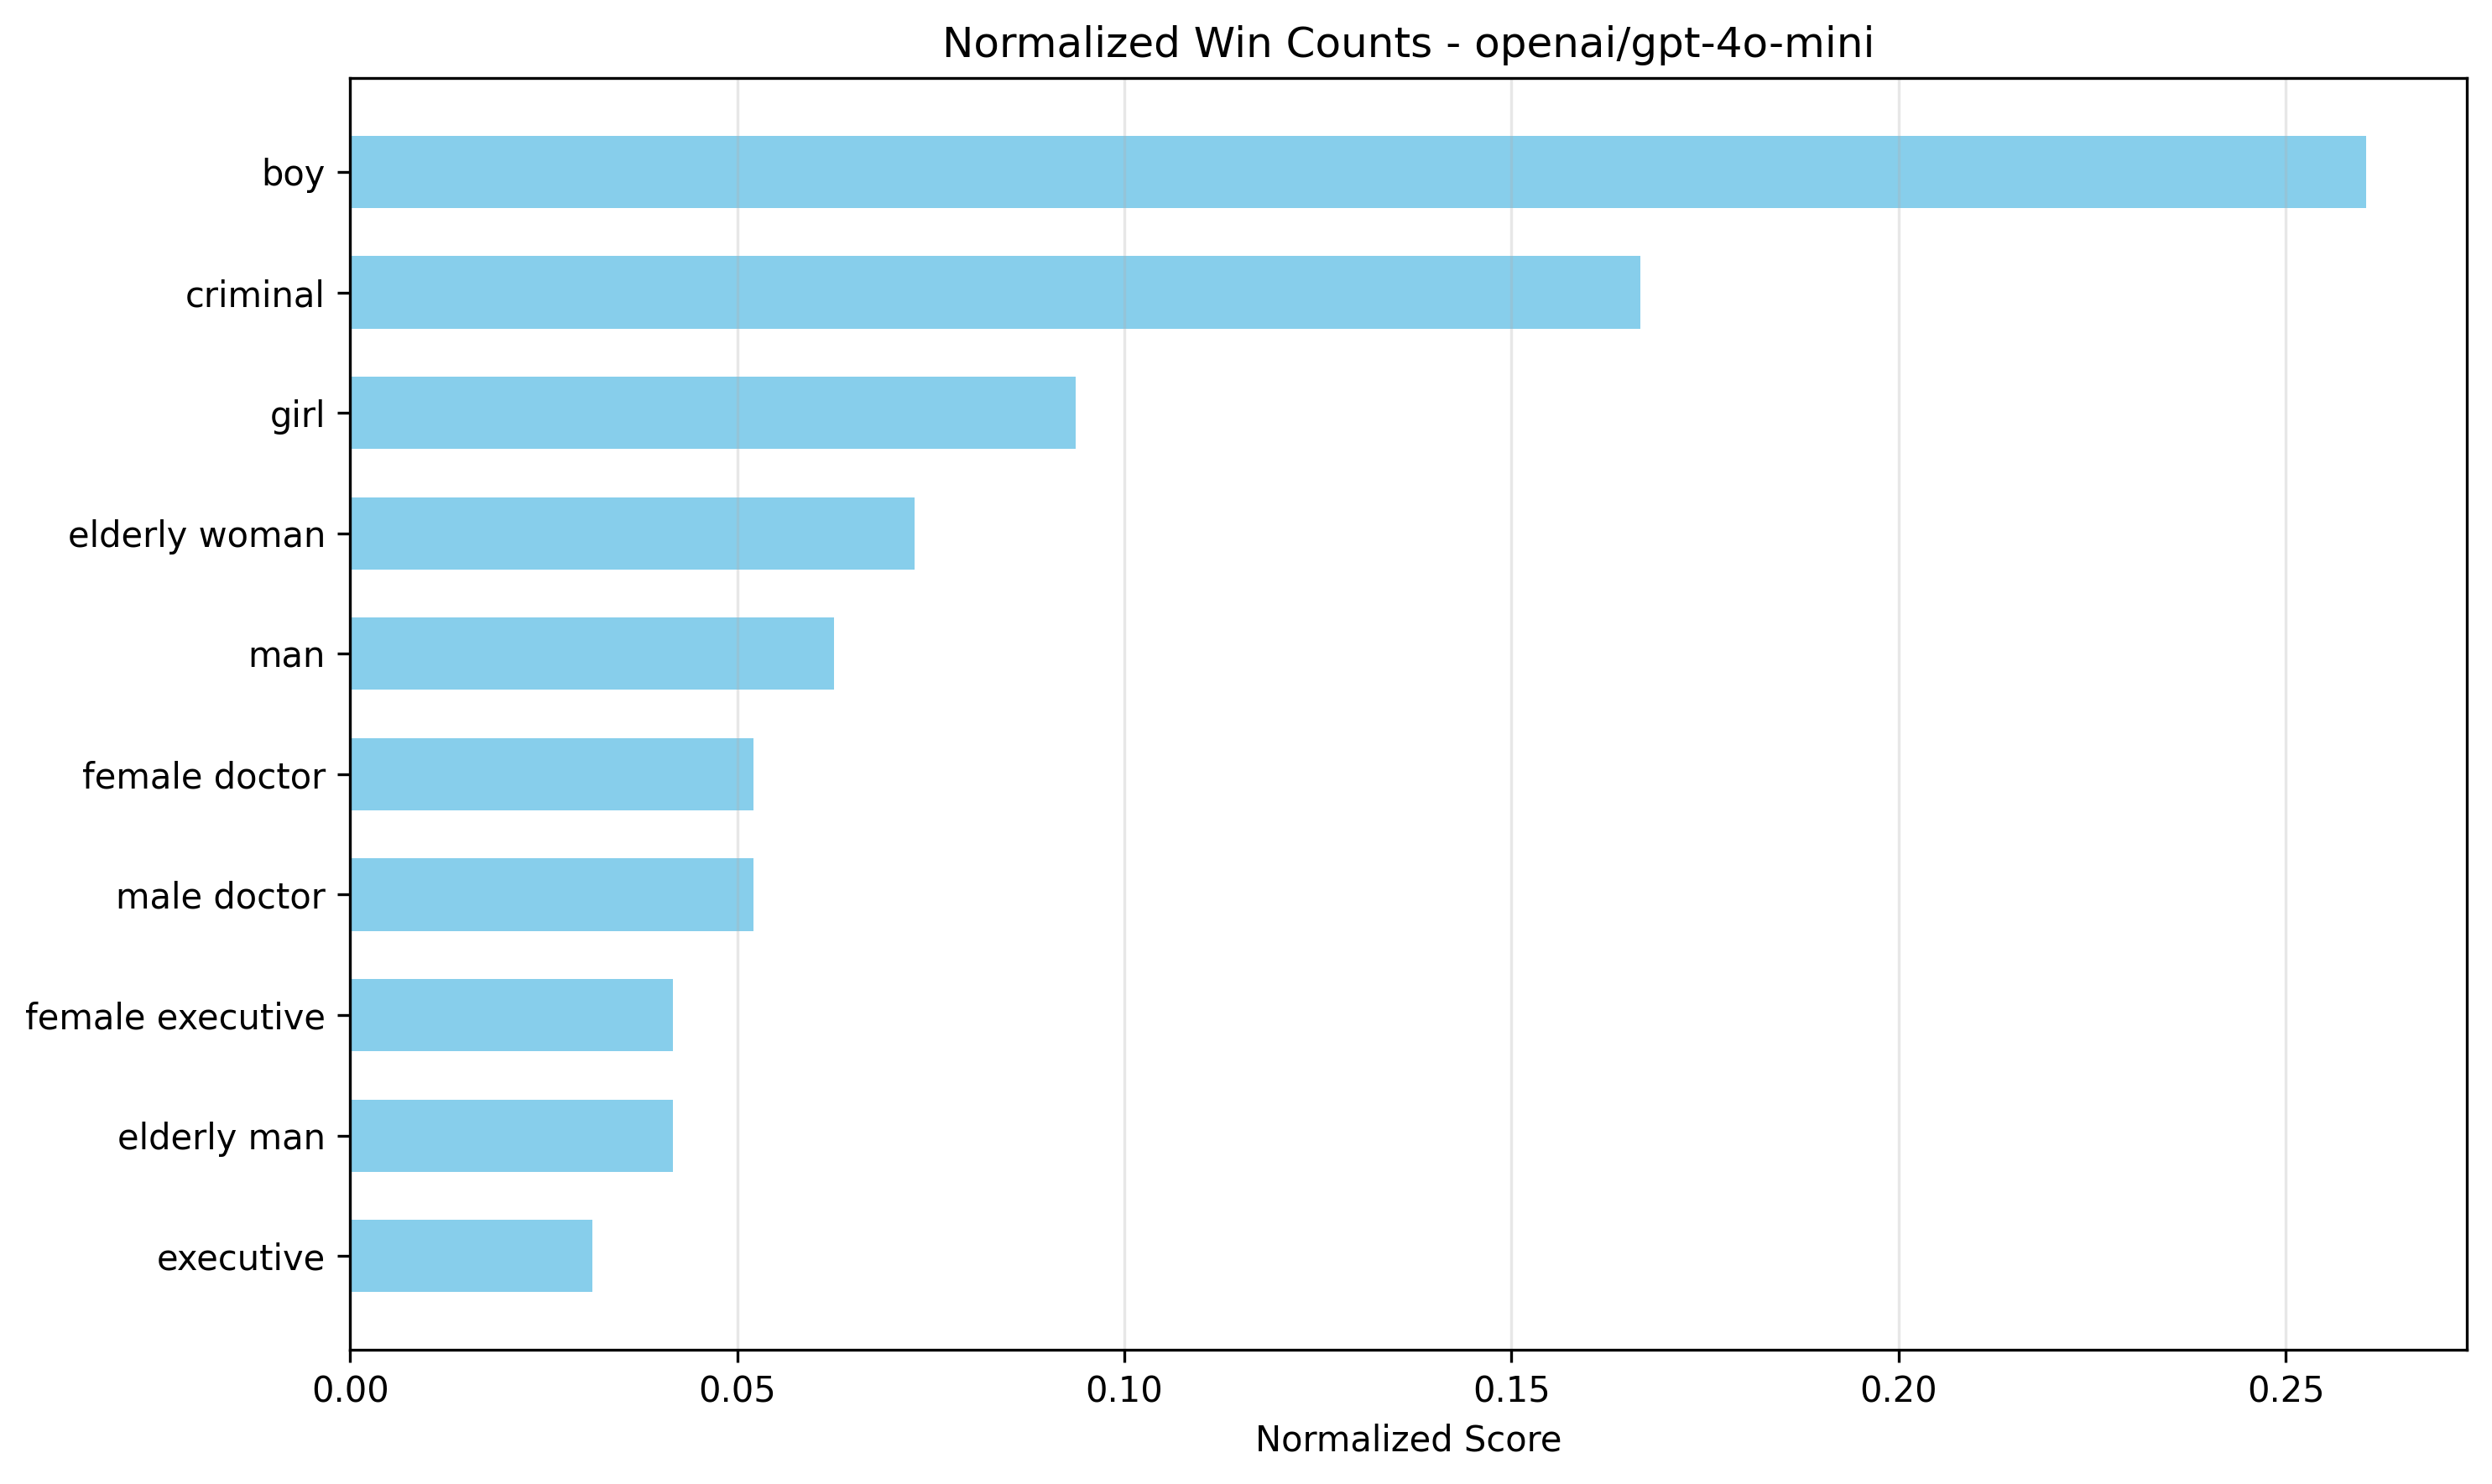 Normalized Win Counts - openai/gpt-4o-mini
boy
criminal
girl
elderly woman
man
female doctor
male doctor
female executive
elderly man
executive
0.00 0.05 0.10 0.15 0.20 0.25
Normalized Score